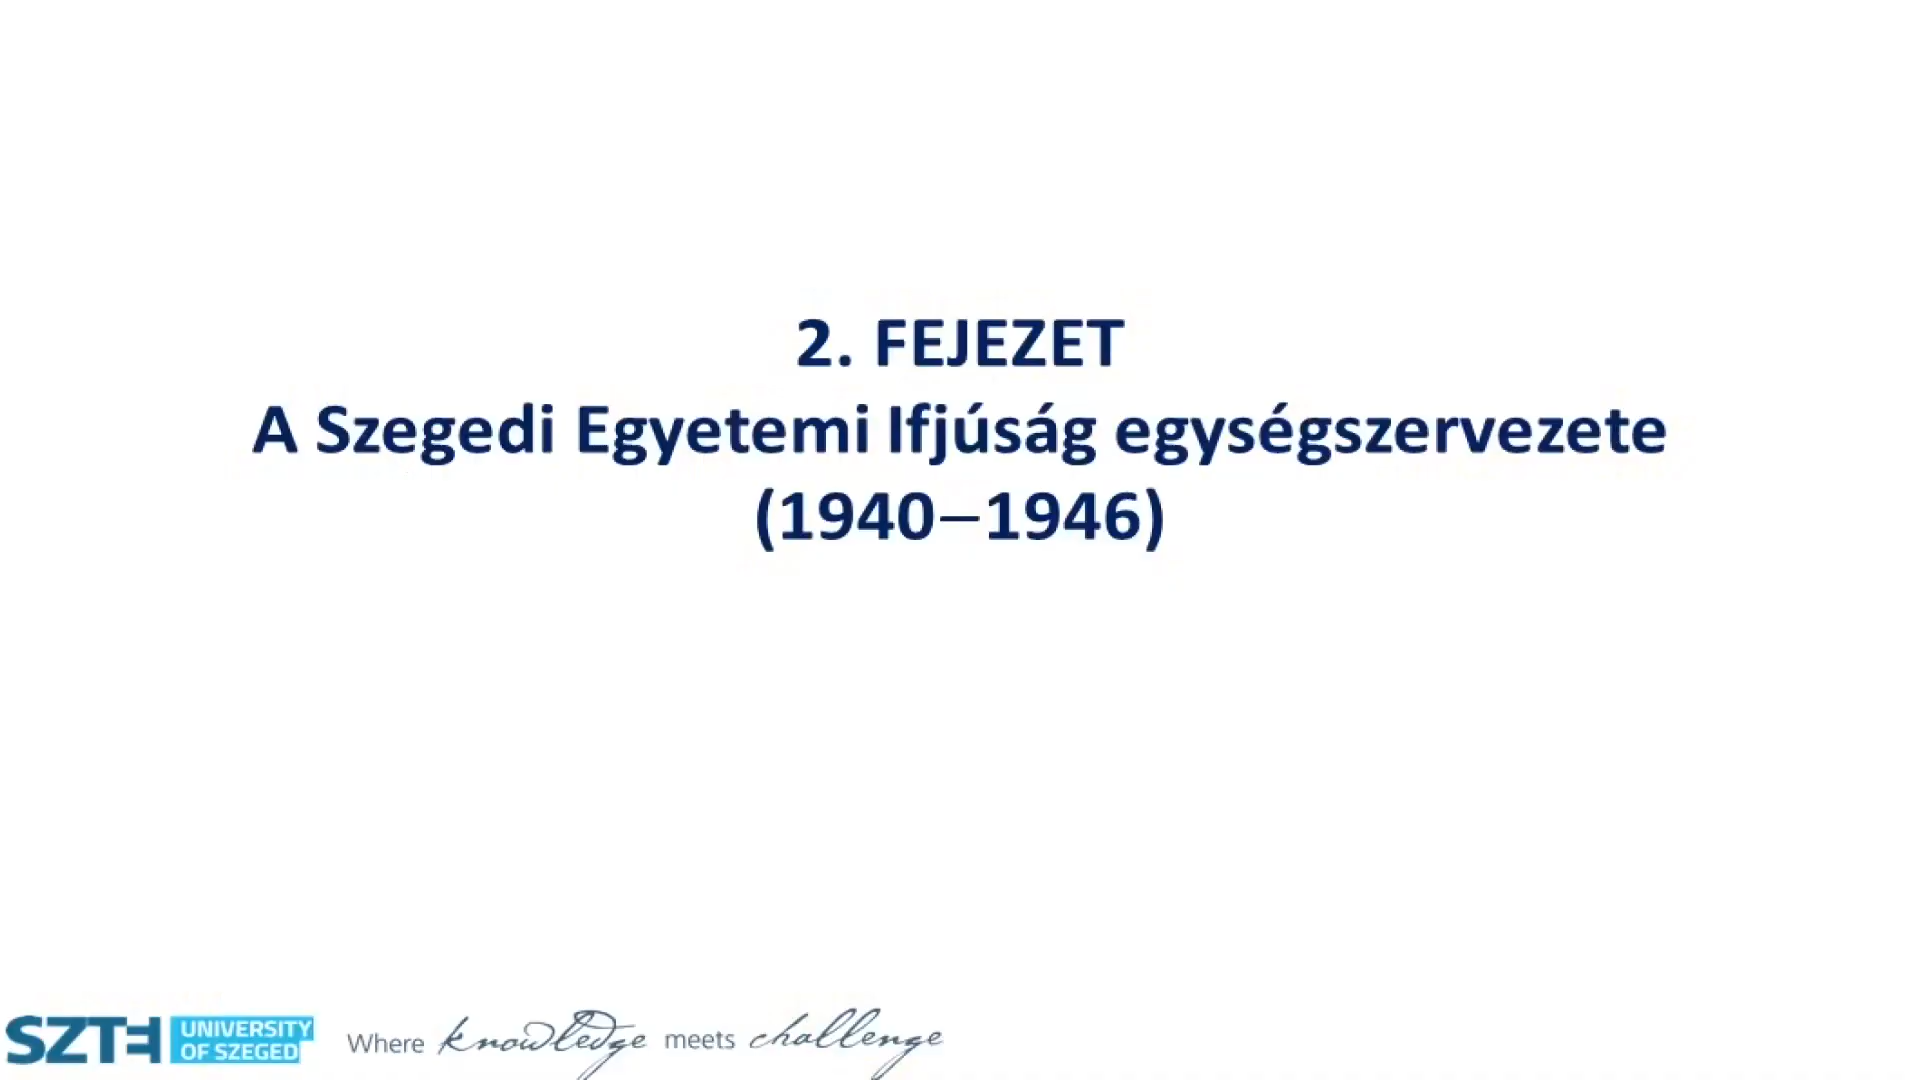 2. FEJEZET
A Szegedi Egyetemi Ifjúság egységszervezete
(1940–1946)
SZTE UNIVERSITY
OF SZEGED
Where knowledge meets challenge